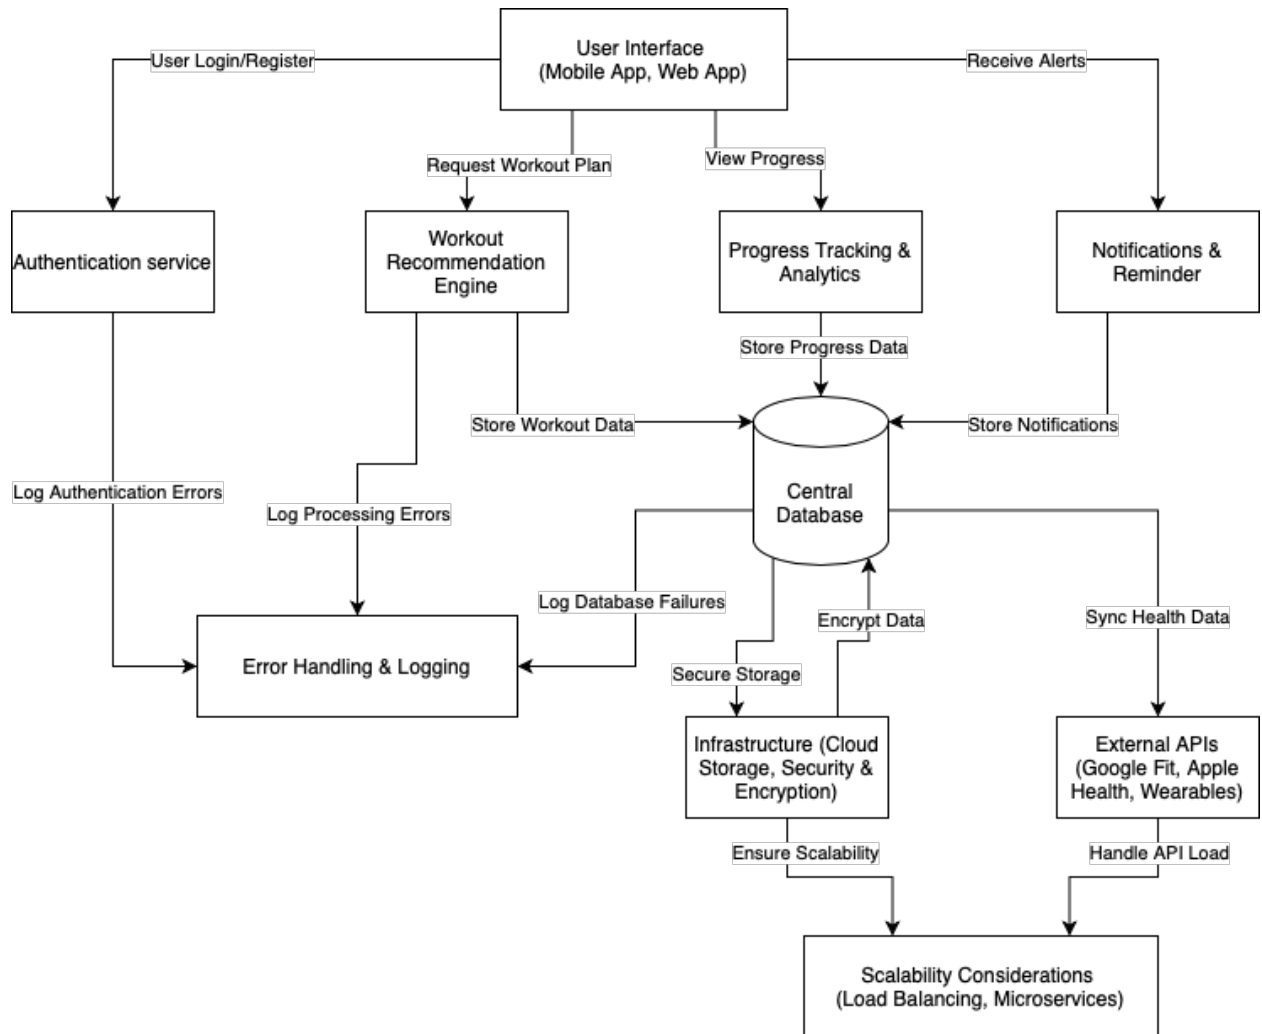 User Interface
(Mobile App, Web App)
User Login/Register
Receive Alerts
Request Workout Plan
View Progress
Authentication service
Workout
Recommendation
Engine
Progress Tracking &
Analytics
Notifications &
Reminder
Store Progress Data
Store Workout Data
Store Notifications
Log Authentication Errors
Log Processing Errors
Central
Database
Log Database Failures
Encrypt Data
Sync Health Data
Error Handling & Logging
Secure Storage
Infrastructure (Cloud
Storage, Security &
Encryption)
External APIs
(Google Fit, Apple
Health, Wearables)
Ensure Scalability
Handle API Load
Scalability Considerations
(Load Balancing, Microservices)